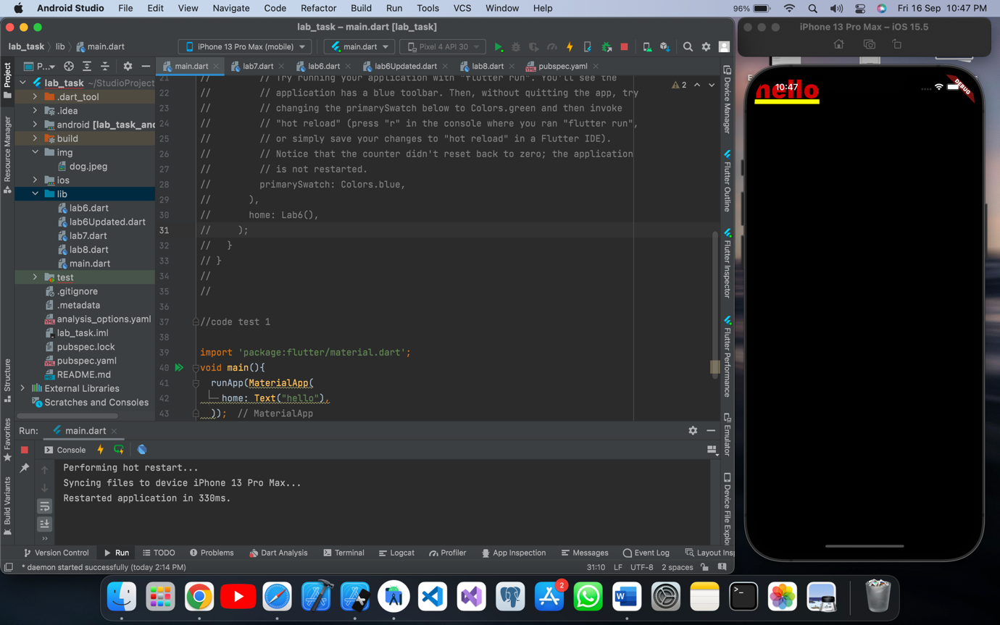 Android Studio File Edit View Navigate Code Refactor Build Run Tools VCS Window Help 96% Fri 16 Sep 10:47 PM
lab_task – main.dart [lab_task]
iPhone 13 Pro Max – iOS 15.5
lab_task lib main.dart iPhone 13 Pro Max (mobile) main.dart Pixel 4 API 30
Project
Resource Manager
Structure
Favorites
Build Variants
P...
lab_task ~/StudioProject
.dart_tool
.idea
android [lab_task_and
build
img
dog.jpeg
ios
lib
lab6.dart
lab6Updated.dart
lab7.dart
lab8.dart
main.dart
test
.gitignore
.metadata
analysis_options.yaml
lab_task.iml
pubspec.lock
pubspec.yaml
README.md
External Libraries
Scratches and Consoles
main.dart lab7.dart lab6.dart lab6Updated.dart lab8.dart pubspec.yaml
2
21 // // Try running your application with "flutter run". You'll see the
22 // // application has a blue toolbar. Then, without quitting the app, try
23 // // changing the primarySwatch below to Colors.green and then invoke
24 // // "hot reload" (press "r" in the console where you ran "flutter run",
25 // // or simply save your changes to "hot reload" in a Flutter IDE).
26 // // Notice that the counter didn't reset back to zero; the application
27 // // is not restarted.
28 // primarySwatch: Colors.blue,
29 // ),
30 // home: Lab6(),
31 // );
32 // }
33 // }
34 //
35 //
36
37 //code test 1
38
39 import 'package:flutter/material.dart';
40 void main(){
41 runApp(MaterialApp(
42 home: Text("hello"),
43 )); // MaterialApp
Device Manager
Flutter Outline
Flutter Inspector
Flutter Performance
Emulator
Device File Explo
hello
10:47
DEBUG
Run: main.dart
Console
Performing hot restart...
Syncing files to device iPhone 13 Pro Max...
Restarted application in 330ms.
Version Control Run TODO Problems Dart Analysis Terminal Logcat Profiler App Inspection Messages Event Log Layout Insp
* daemon started successfully (today 2:14 PM) 31:10 LF UTF-8 2 spaces
2